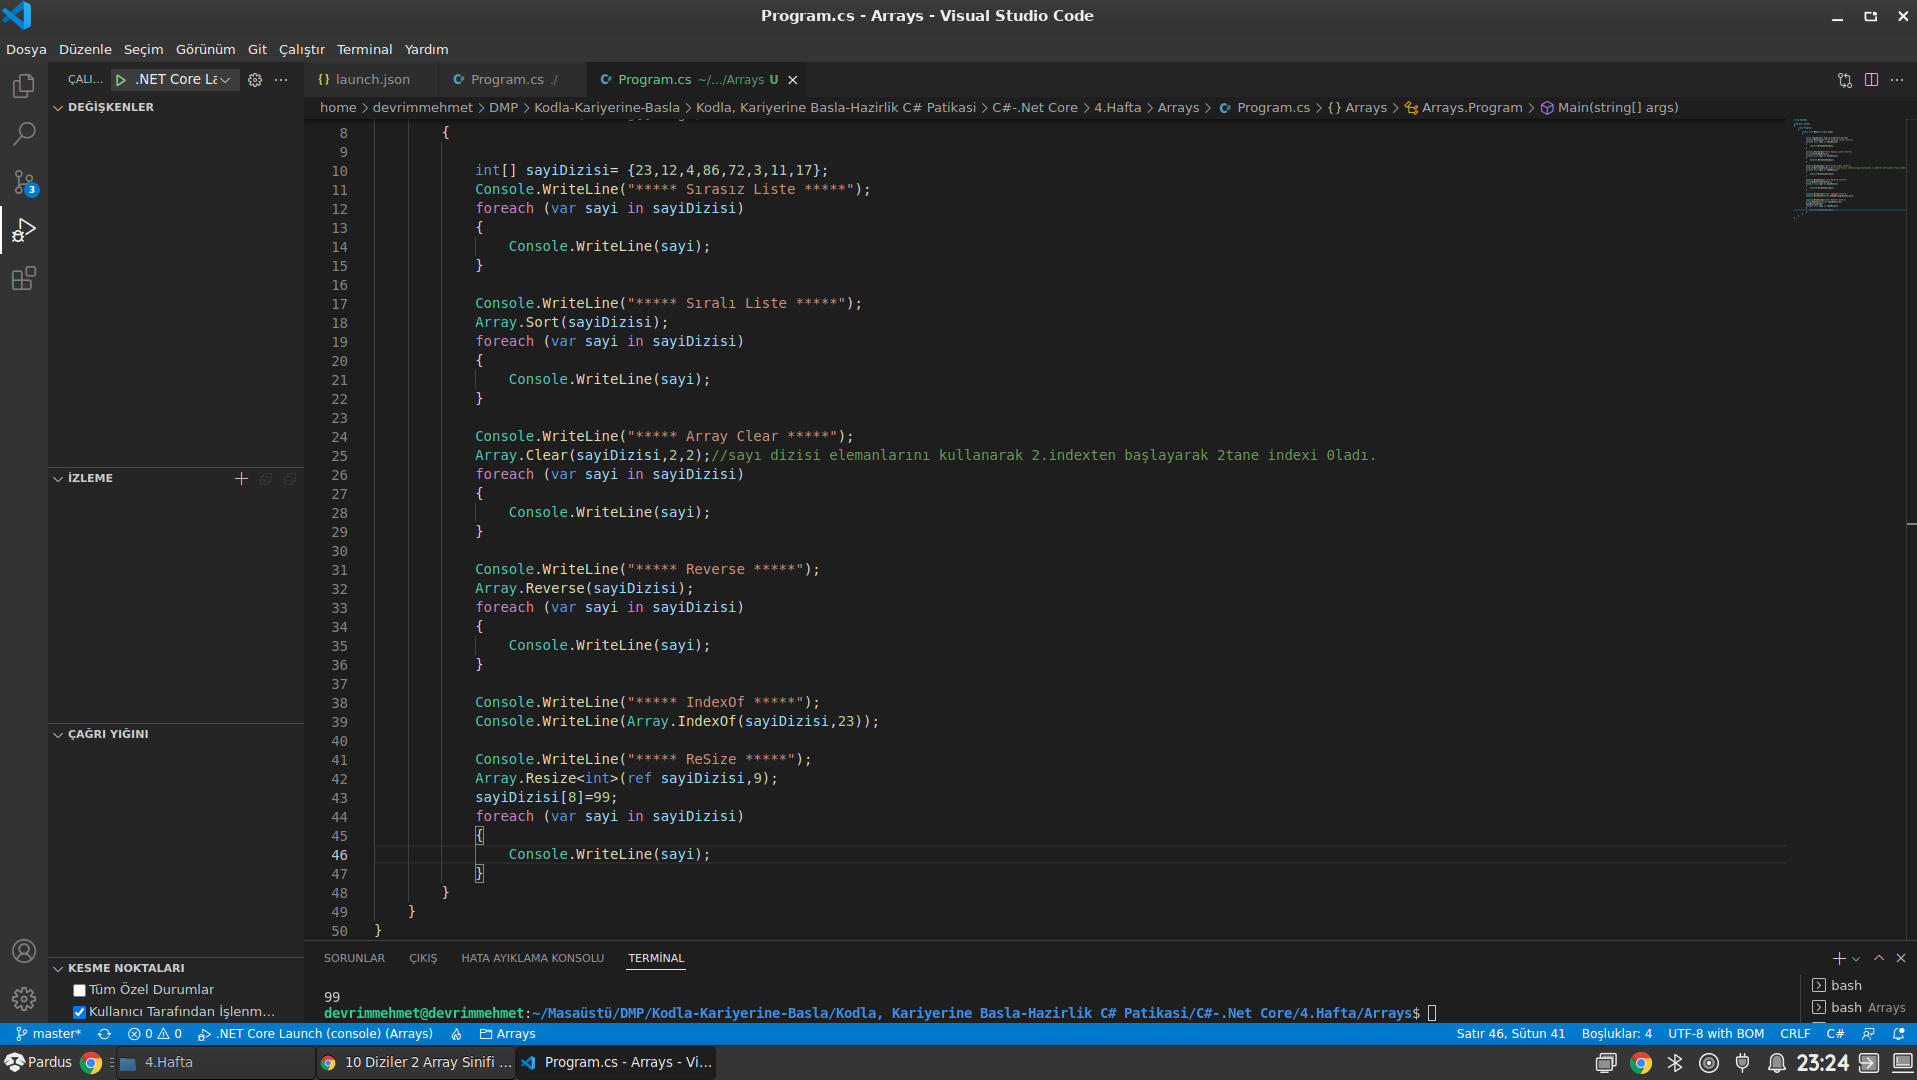 Program.cs - Arrays - Visual Studio Code
Dosya Düzenle Seçim Görünüm Git Çalıştır Terminal Yardım
ÇALI... .NET Core La
launch.json
Program.cs ./
Program.cs ~/.../Arrays U
home > devrimmehmet > DMP > Kodla-Kariyerine-Basla > Kodla, Kariyerine Basla-Hazirlik C# Patikasi > C#-.Net Core > 4.Hafta > Arrays > Program.cs > {} Arrays > Arrays.Program > Main(string[] args)
DEĞİŞKENLER
İZLEME
ÇAĞRI YIĞINI
KESME NOKTALARI
Tüm Özel Durumlar
Kullanıcı Tarafından İşlenm...
3
8 {
9
10 int[] sayiDizisi= {23,12,4,86,72,3,11,17};
11 Console.WriteLine("***** Sırasız Liste *****");
12 foreach (var sayi in sayiDizisi)
13 {
14 Console.WriteLine(sayi);
15 }
16
17 Console.WriteLine("***** Sıralı Liste *****");
18 Array.Sort(sayiDizisi);
19 foreach (var sayi in sayiDizisi)
20 {
21 Console.WriteLine(sayi);
22 }
23
24 Console.WriteLine("***** Array Clear *****");
25 Array.Clear(sayiDizisi,2,2);//sayı dizisi elemanlarını kullanarak 2.indexten başlayarak 2tane indexi 0ladı.
26 foreach (var sayi in sayiDizisi)
27 {
28 Console.WriteLine(sayi);
29 }
30
31 Console.WriteLine("***** Reverse *****");
32 Array.Reverse(sayiDizisi);
33 foreach (var sayi in sayiDizisi)
34 {
35 Console.WriteLine(sayi);
36 }
37
38 Console.WriteLine("***** IndexOf *****");
39 Console.WriteLine(Array.IndexOf(sayiDizisi,23));
40
41 Console.WriteLine("***** ReSize *****");
42 Array.Resize<int>(ref sayiDizisi,9);
43 sayiDizisi[8]=99;
44 foreach (var sayi in sayiDizisi)
45 {
46 Console.WriteLine(sayi);
47 }
48 }
49 }
50 }
SORUNLAR ÇIKIŞ HATA AYIKLAMA KONSOLU TERMİNAL
99
devrimmehmet@devrimmehmet:~/Masaüstü/DMP/Kodla-Kariyerine-Basla/Kodla, Kariyerine Basla-Hazirlik C# Patikasi/C#-.Net Core/4.Hafta/Arrays$
bash
bash Arrays
master* 0 0 .NET Core Launch (console) (Arrays) Arrays
Satır 46, Sütun 41 Boşluklar: 4 UTF-8 with BOM CRLF C#
Pardus 4.Hafta 10 Diziler 2 Array Sinifi ... Program.cs - Arrays - Vi... 23:24